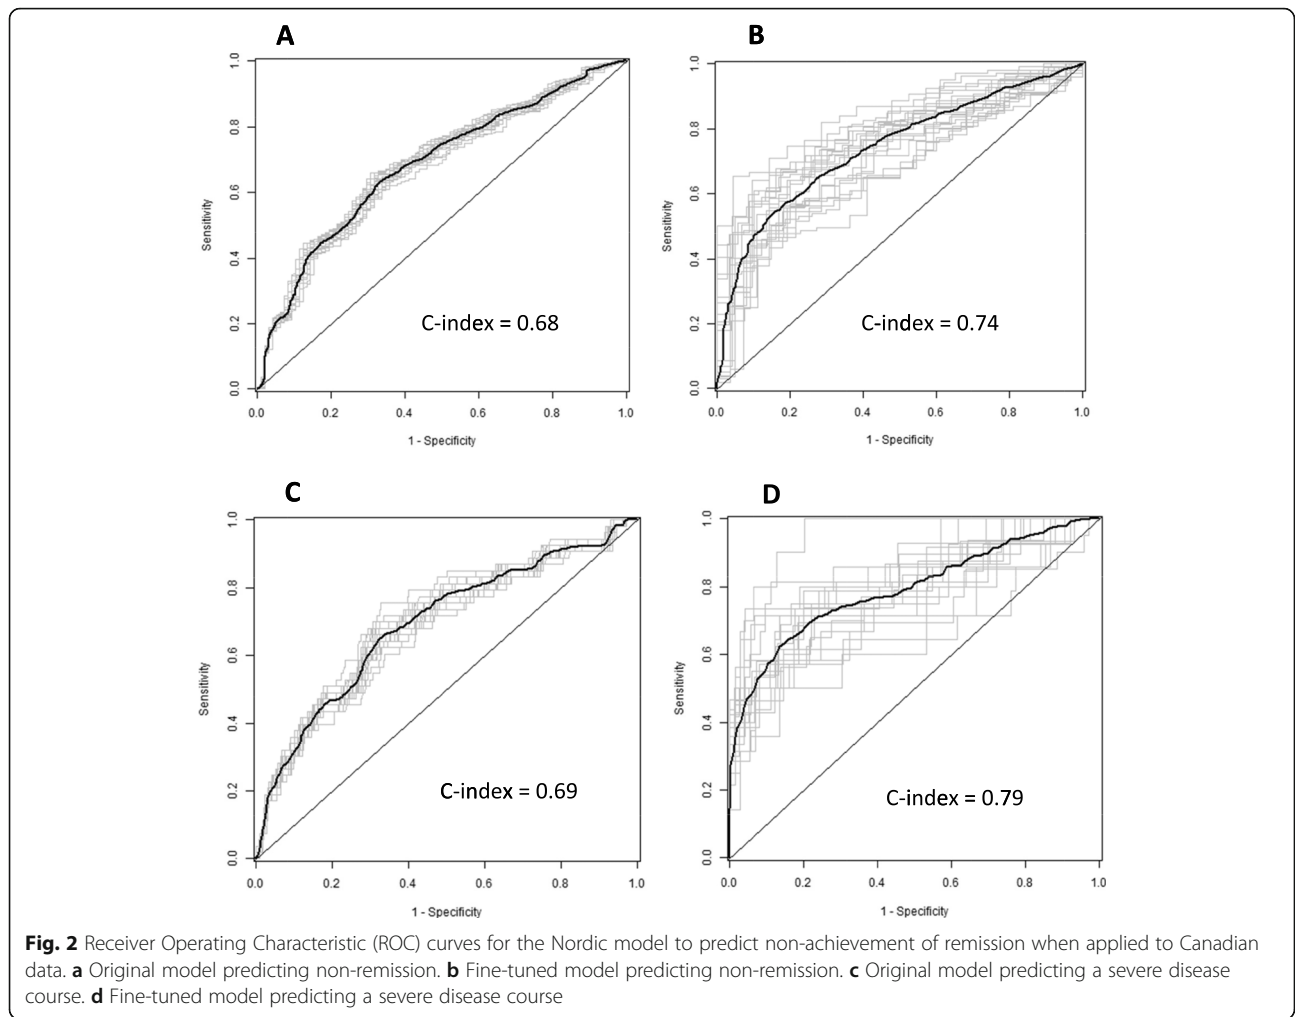 A
1.0
0.8
0.6
0.4
0.2
0.0
Sensitivity
C-index = 0.68
0.0 0.2 0.4 0.6 0.8 1.0
1 - Specificity
B
1.0
0.8
0.6
0.4
0.2
0.0
Sensitivity
C-index = 0.74
0.0 0.2 0.4 0.6 0.8 1.0
1 - Specificity
C
1.0
0.8
0.6
0.4
0.2
0.0
Sensitivity
C-index = 0.69
0.0 0.2 0.4 0.6 0.8 1.0
1 - Specificity
D
1.0
0.8
0.6
0.4
0.2
0.0
Sensitivity
C-index = 0.79
0.0 0.2 0.4 0.6 0.8 1.0
1 - Specificity
Fig. 2 Receiver Operating Characteristic (ROC) curves for the Nordic model to predict non-achievement of remission when applied to Canadian
data. a Original model predicting non-remission. b Fine-tuned model predicting non-remission. c Original model predicting a severe disease
course. d Fine-tuned model predicting a severe disease course